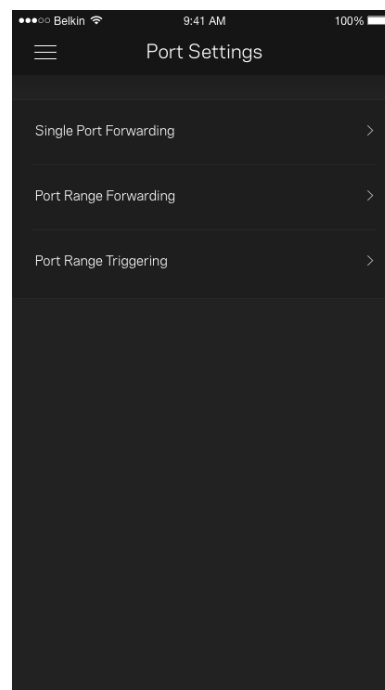 Belkin 9:41 AM 100%
Port Settings
Single Port Forwarding
Port Range Forwarding
Port Range Triggering